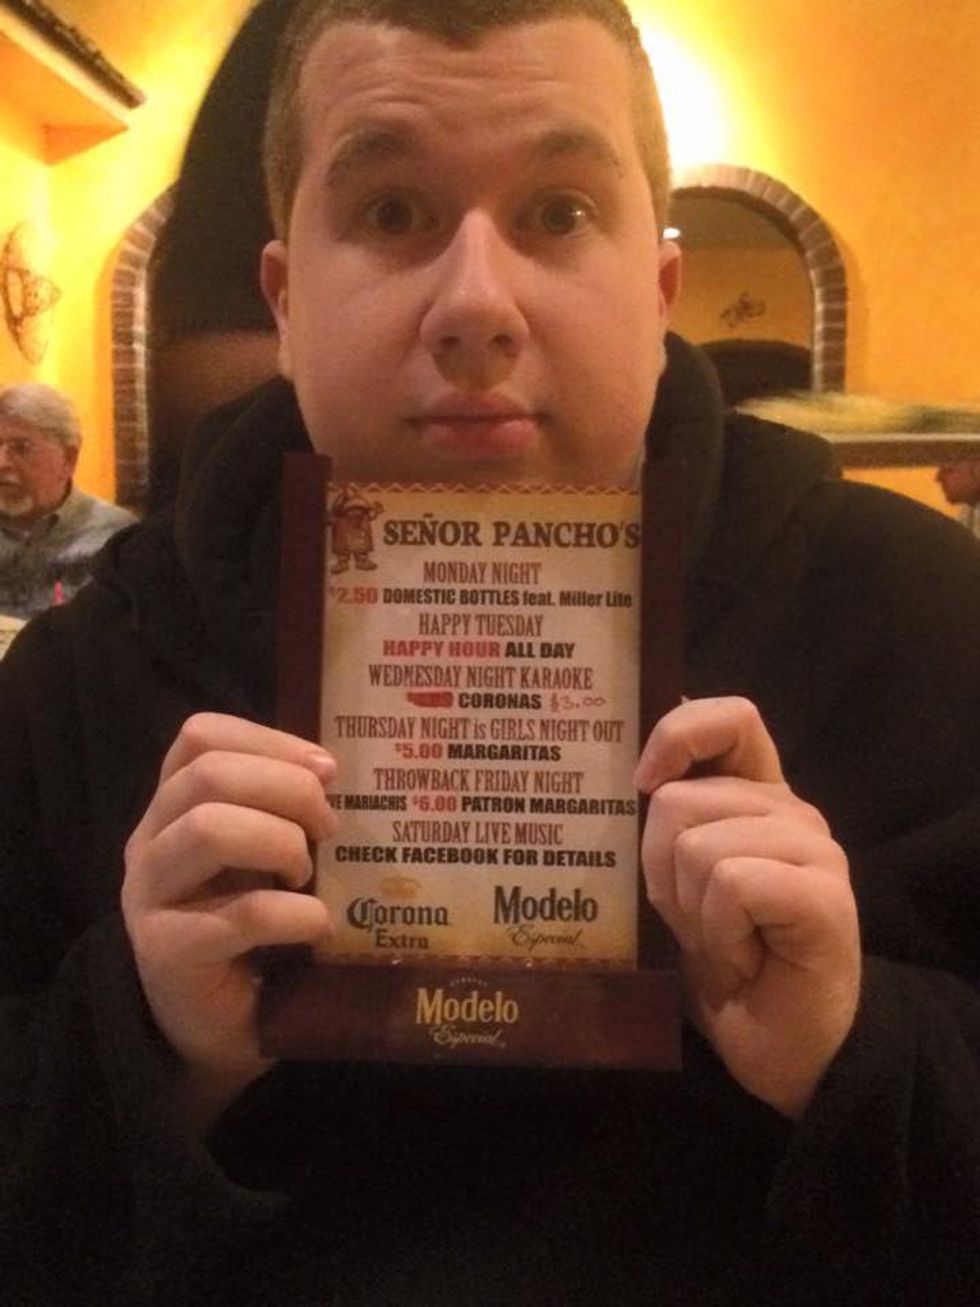 SEÑOR PANCHO'S
MONDAY NIGHT
$2.50 DOMESTIC BOTTLES feat. Miller Lite
HAPPY TUESDAY
HAPPY HOUR ALL DAY
WEDNESDAY NIGHT KARAOKE
CORONAS $3.00
THURSDAY NIGHT is GIRLS NIGHT OUT
$5.00 MARGARITAS
THROWBACK FRIDAY NIGHT
VE MARIACHIS $6.00 PATRON MARGARITAS
SATURDAY LIVE MUSIC
CHECK FACEBOOK FOR DETAILS
Corona Modelo
Extra Especial
Modelo
Especial